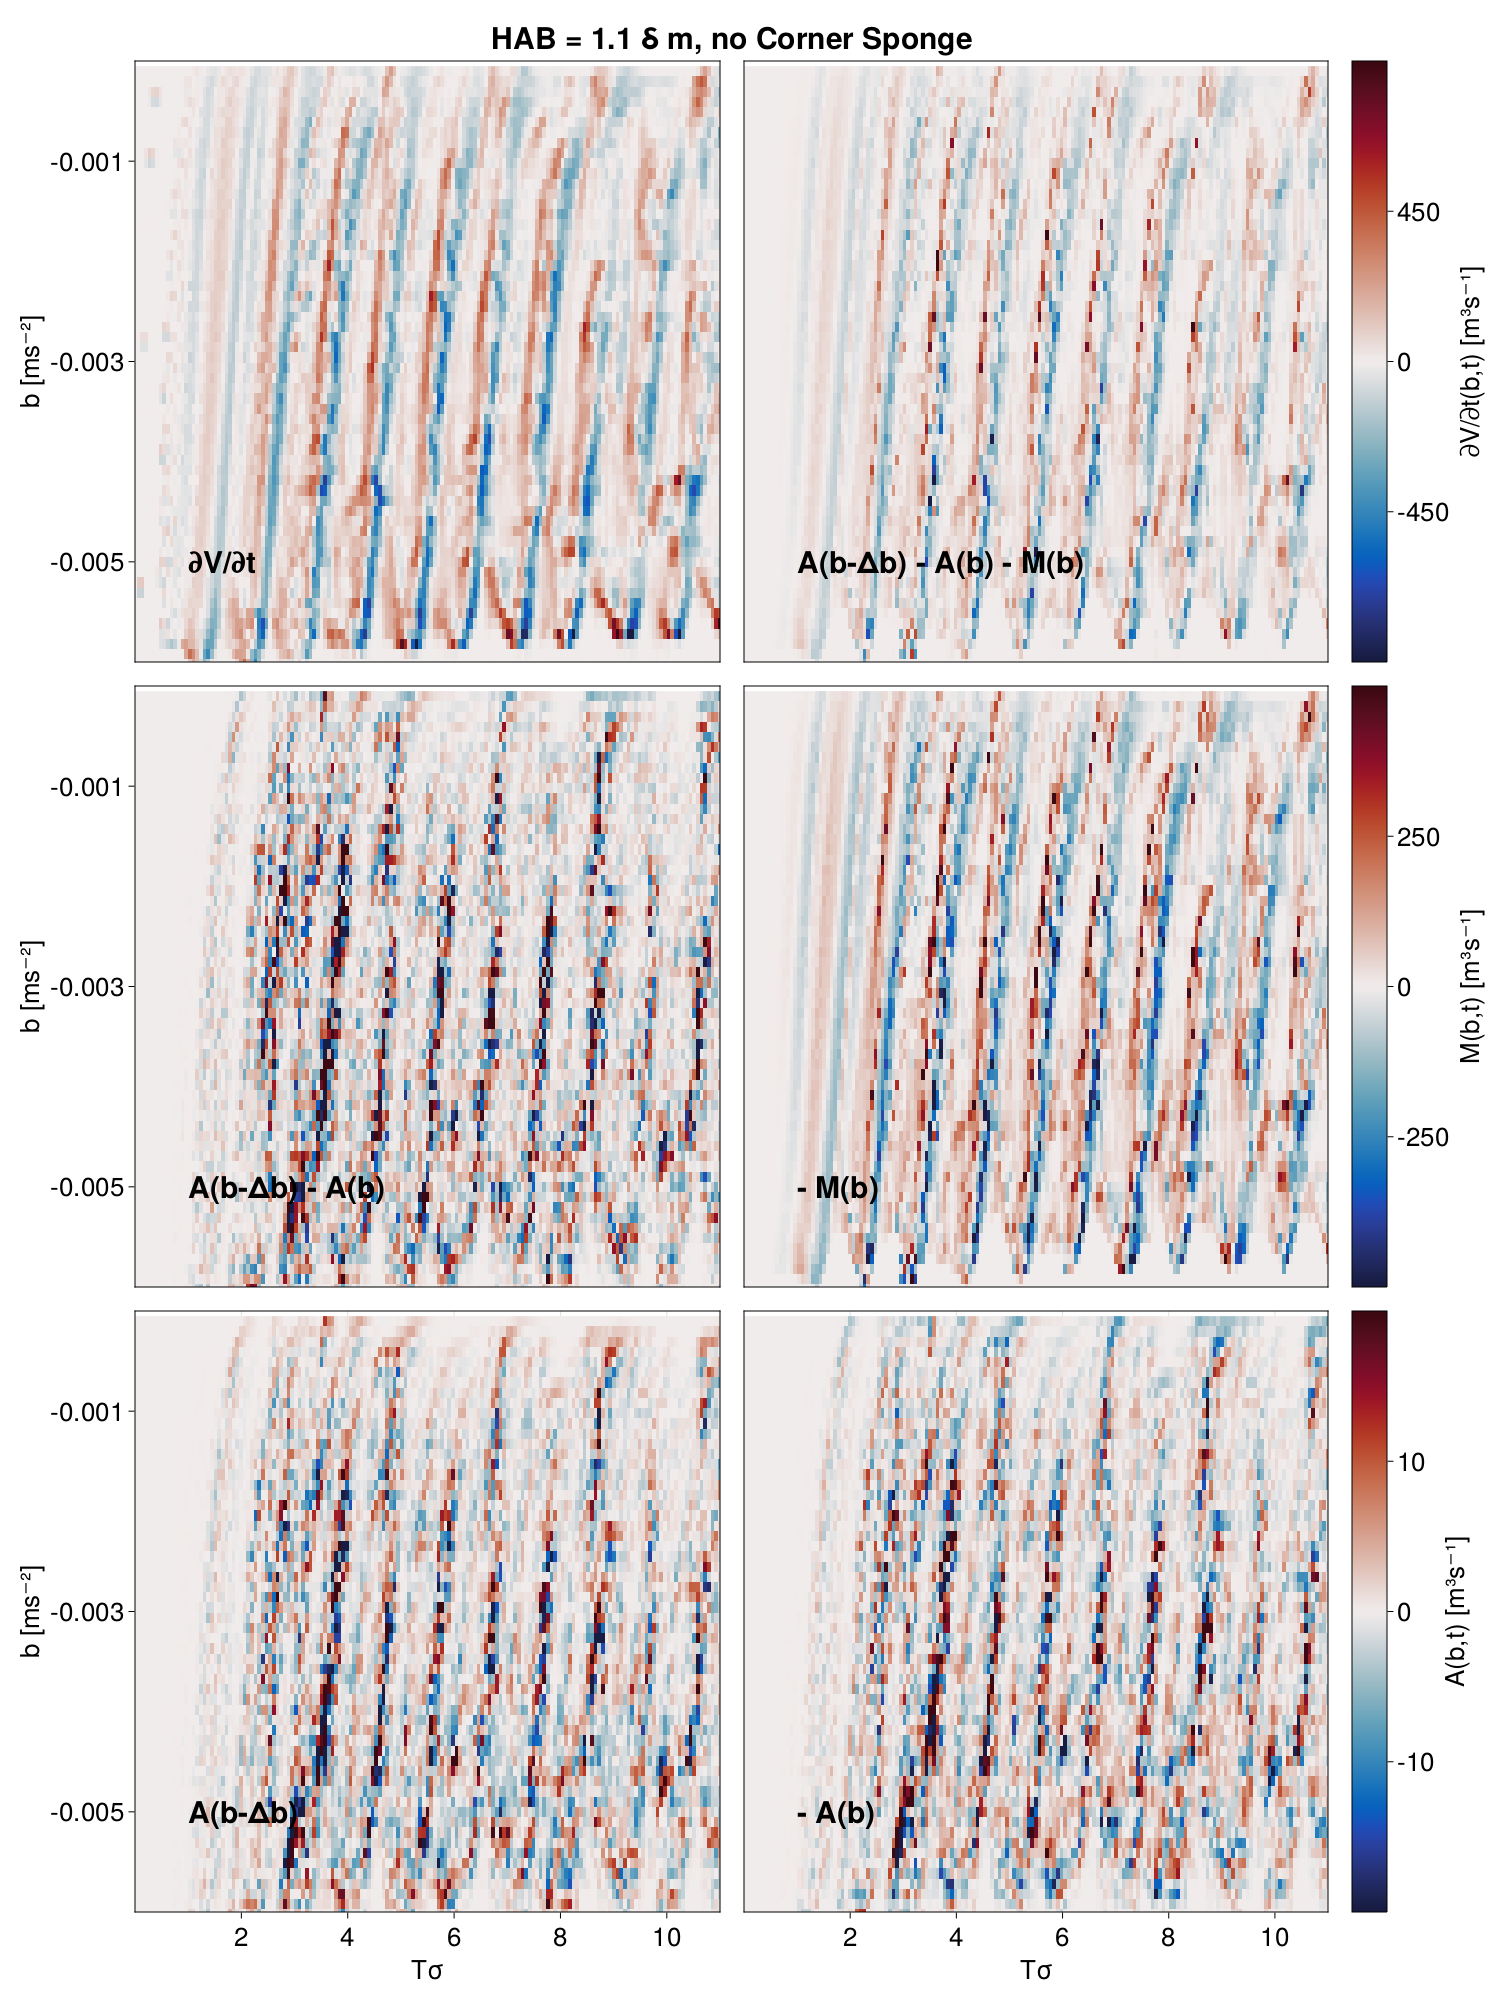 HAB = 1.1 δ m, no Corner Sponge
b [ms⁻²]
-0.001
-0.003
-0.005
∂V/∂t
A(b-Δb) - A(b) - M(b)
450
0
-450
∂V/∂t(b,t) [m³s⁻¹]
b [ms⁻²]
-0.001
-0.003
-0.005
A(b-Δb) - A(b)
- M(b)
250
0
-250
M(b,t) [m³s⁻¹]
b [ms⁻²]
-0.001
-0.003
-0.005
A(b-Δb)
- A(b)
10
0
-10
A(b,t) [m³s⁻¹]
2 4 6 8 10
2 4 6 8 10
Tσ
Tσ